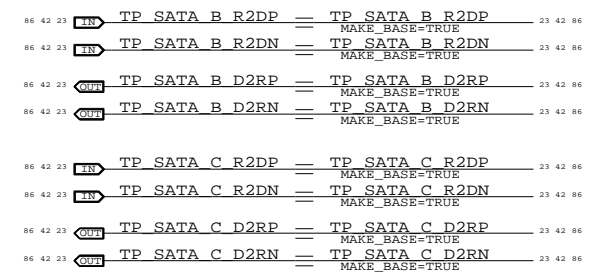 86 42 23 IN TP_SATA_B_R2DP TP_SATA_B_R2DP 23 42 86
MAKE_BASE=TRUE
86 42 23 IN TP_SATA_B_R2DN TP_SATA_B_R2DN 23 42 86
MAKE_BASE=TRUE
86 42 23 OUT TP_SATA_B_D2RP TP_SATA_B_D2RP 23 42 86
MAKE_BASE=TRUE
86 42 23 OUT TP_SATA_B_D2RN TP_SATA_B_D2RN 23 42 86
MAKE_BASE=TRUE
86 42 23 IN TP_SATA_C_R2DP TP_SATA_C_R2DP 23 42 86
MAKE_BASE=TRUE
86 42 23 IN TP_SATA_C_R2DN TP_SATA_C_R2DN 23 42 86
MAKE_BASE=TRUE
86 42 23 OUT TP_SATA_C_D2RP TP_SATA_C_D2RP 23 42 86
MAKE_BASE=TRUE
86 42 23 OUT TP_SATA_C_D2RN TP_SATA_C_D2RN 23 42 86
MAKE_BASE=TRUE